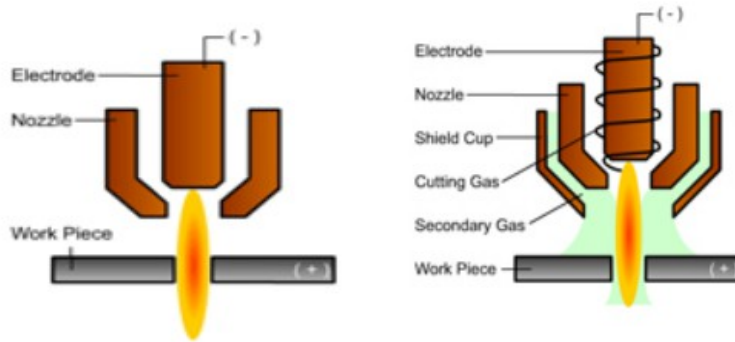 ( - )
Electrode
Nozzle
Work Piece
( + )
( - )
Electrode
Nozzle
Shield Cup
Cutting Gas
Secondary Gas
Work Piece
(+)